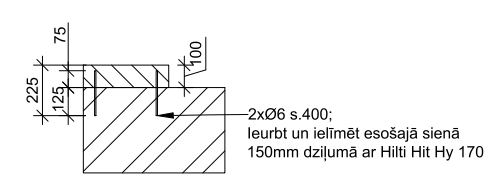 75
100
225
125
2xØ6 s.400;
Ieurbt un ielīmēt esošajā sienā
150mm dziļumā ar Hilti Hit Hy 170